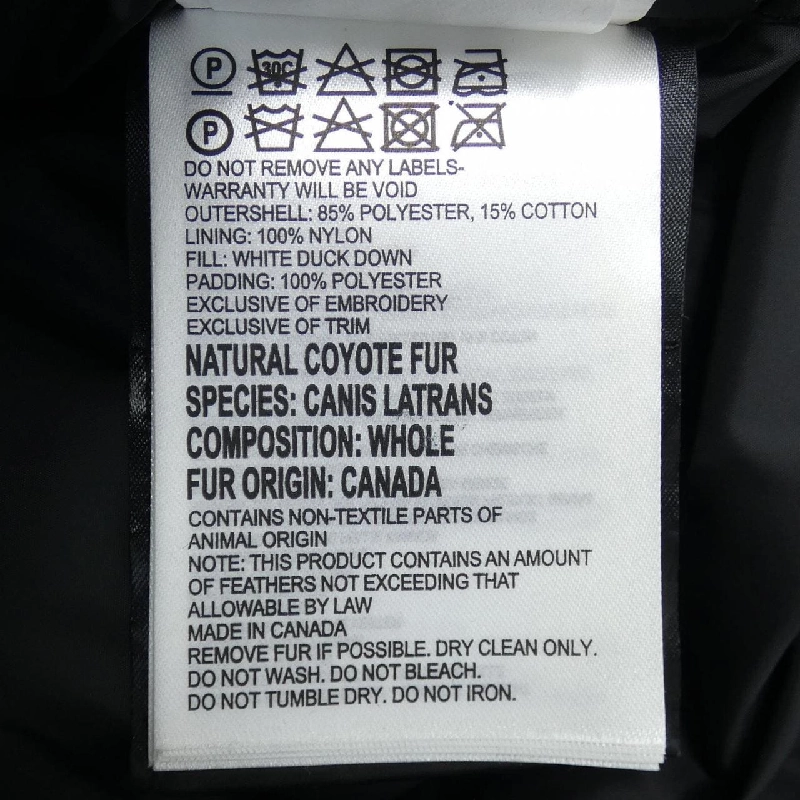 P 30C
P
DO NOT REMOVE ANY LABELS-
WARRANTY WILL BE VOID
OUTERSHELL: 85% POLYESTER, 15% COTTON
LINING: 100% NYLON
FILL: WHITE DUCK DOWN
PADDING: 100% POLYESTER
EXCLUSIVE OF EMBROIDERY
EXCLUSIVE OF TRIM
NATURAL COYOTE FUR
SPECIES: CANIS LATRANS
COMPOSITION: WHOLE
FUR ORIGIN: CANADA
CONTAINS NON-TEXTILE PARTS OF
ANIMAL ORIGIN
NOTE: THIS PRODUCT CONTAINS AN AMOUNT
OF FEATHERS NOT EXCEEDING THAT
ALLOWABLE BY LAW
MADE IN CANADA
REMOVE FUR IF POSSIBLE. DRY CLEAN ONLY.
DO NOT WASH. DO NOT BLEACH.
DO NOT TUMBLE DRY. DO NOT IRON.